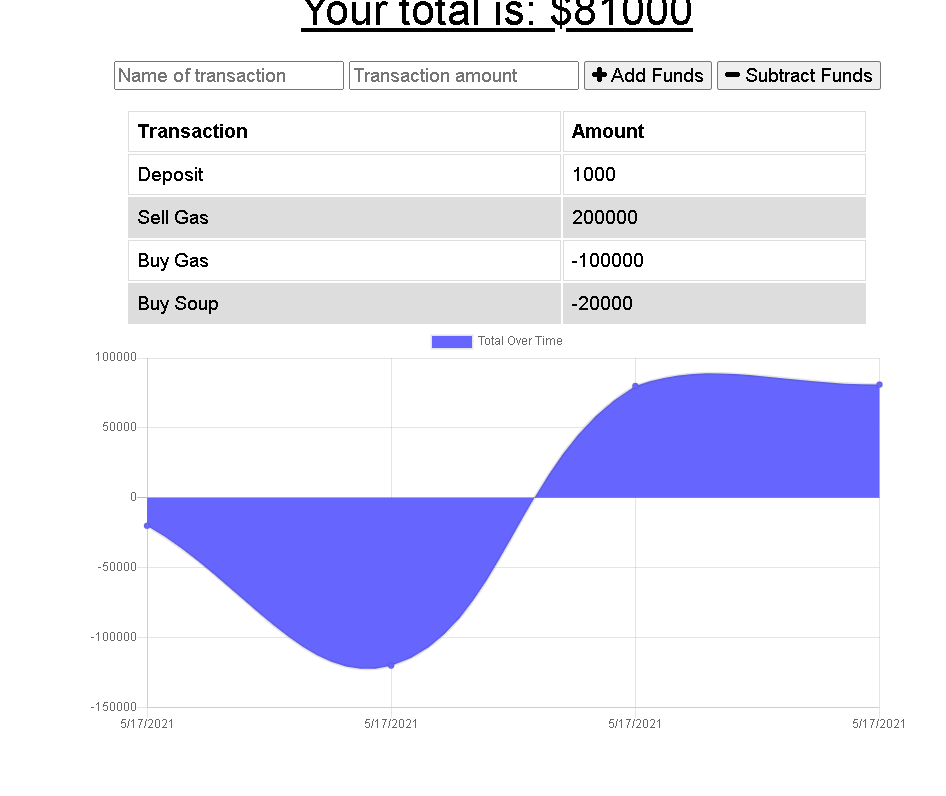 Your total is: $81000
Name of transaction Transaction amount + Add Funds - Subtract Funds
Transaction Amount
Deposit 1000
Sell Gas 200000
Buy Gas -100000
Buy Soup -20000
Total Over Time
100000
50000
0
-50000
-100000
-150000
5/17/2021 5/17/2021 5/17/2021 5/17/2021